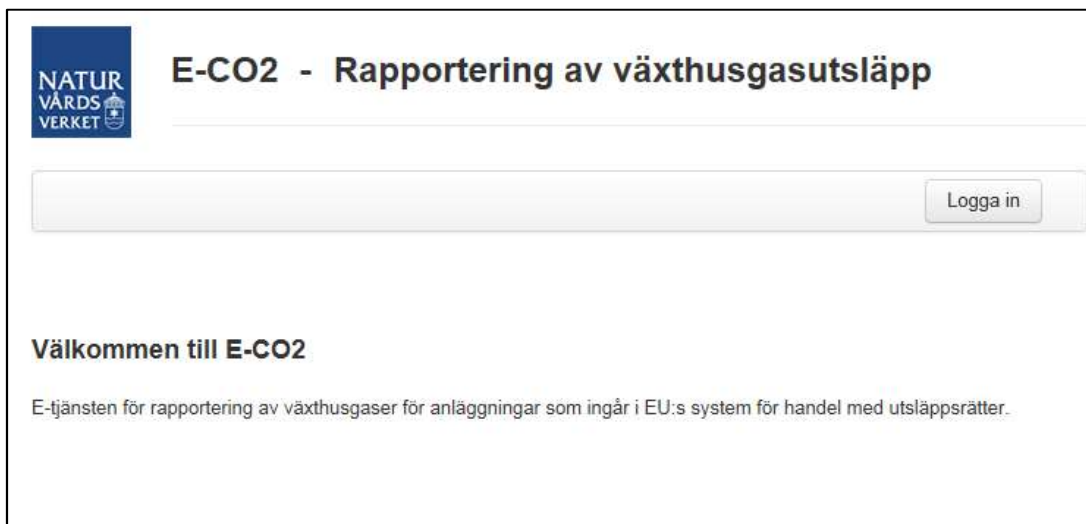 NATUR
VÅRDS
VERKET
E-CO2 - Rapportering av växthusgasutsläpp
Logga in
Välkommen till E-CO2
E-tjänsten för rapportering av växthusgaser för anläggningar som ingår i EU:s system för handel med utsläppsrätter.